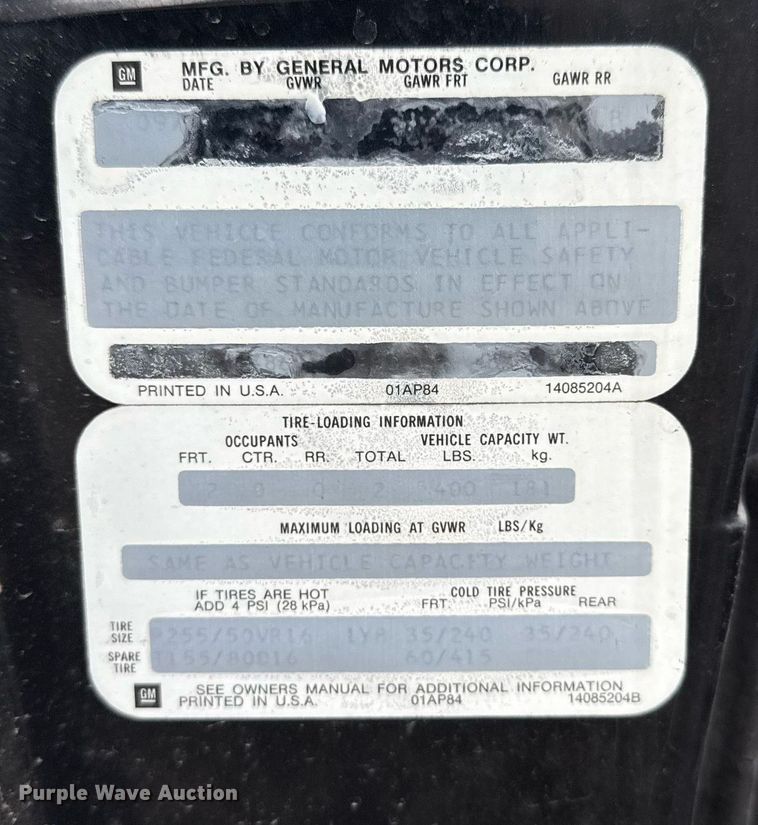 GM MFG. BY GENERAL MOTORS CORP.
DATE GVWR GAWR FRT GAWR RR
THIS VEHICLE CONFORMS TO ALL APPLI-
CABLE FEDERAL MOTOR VEHICLE SAFETY
AND BUMPER STANDARDS IN EFFECT ON
THE DATE OF MANUFACTURE SHOWN ABOVE
PRINTED IN U.S.A. 01AP84 14085204A
TIRE-LOADING INFORMATION
OCCUPANTS VEHICLE CAPACITY WT.
FRT. CTR. RR. TOTAL LBS. kg.
2 0 0 2 400 181
MAXIMUM LOADING AT GVWR LBS/Kg
SAME AS VEHICLE CAPACITY WEIGHT
IF TIRES ARE HOT COLD TIRE PRESSURE
ADD 4 PSI (28 kPa) FRT. PSI/kPa REAR
TIRE SIZE P255/50VR16 35/240 35/240
SPARE TIRE T155/80D16 60/415
GM SEE OWNERS MANUAL FOR ADDITIONAL INFORMATION
PRINTED IN U.S.A. 01AP84 14085204B
Purple Wave Auction